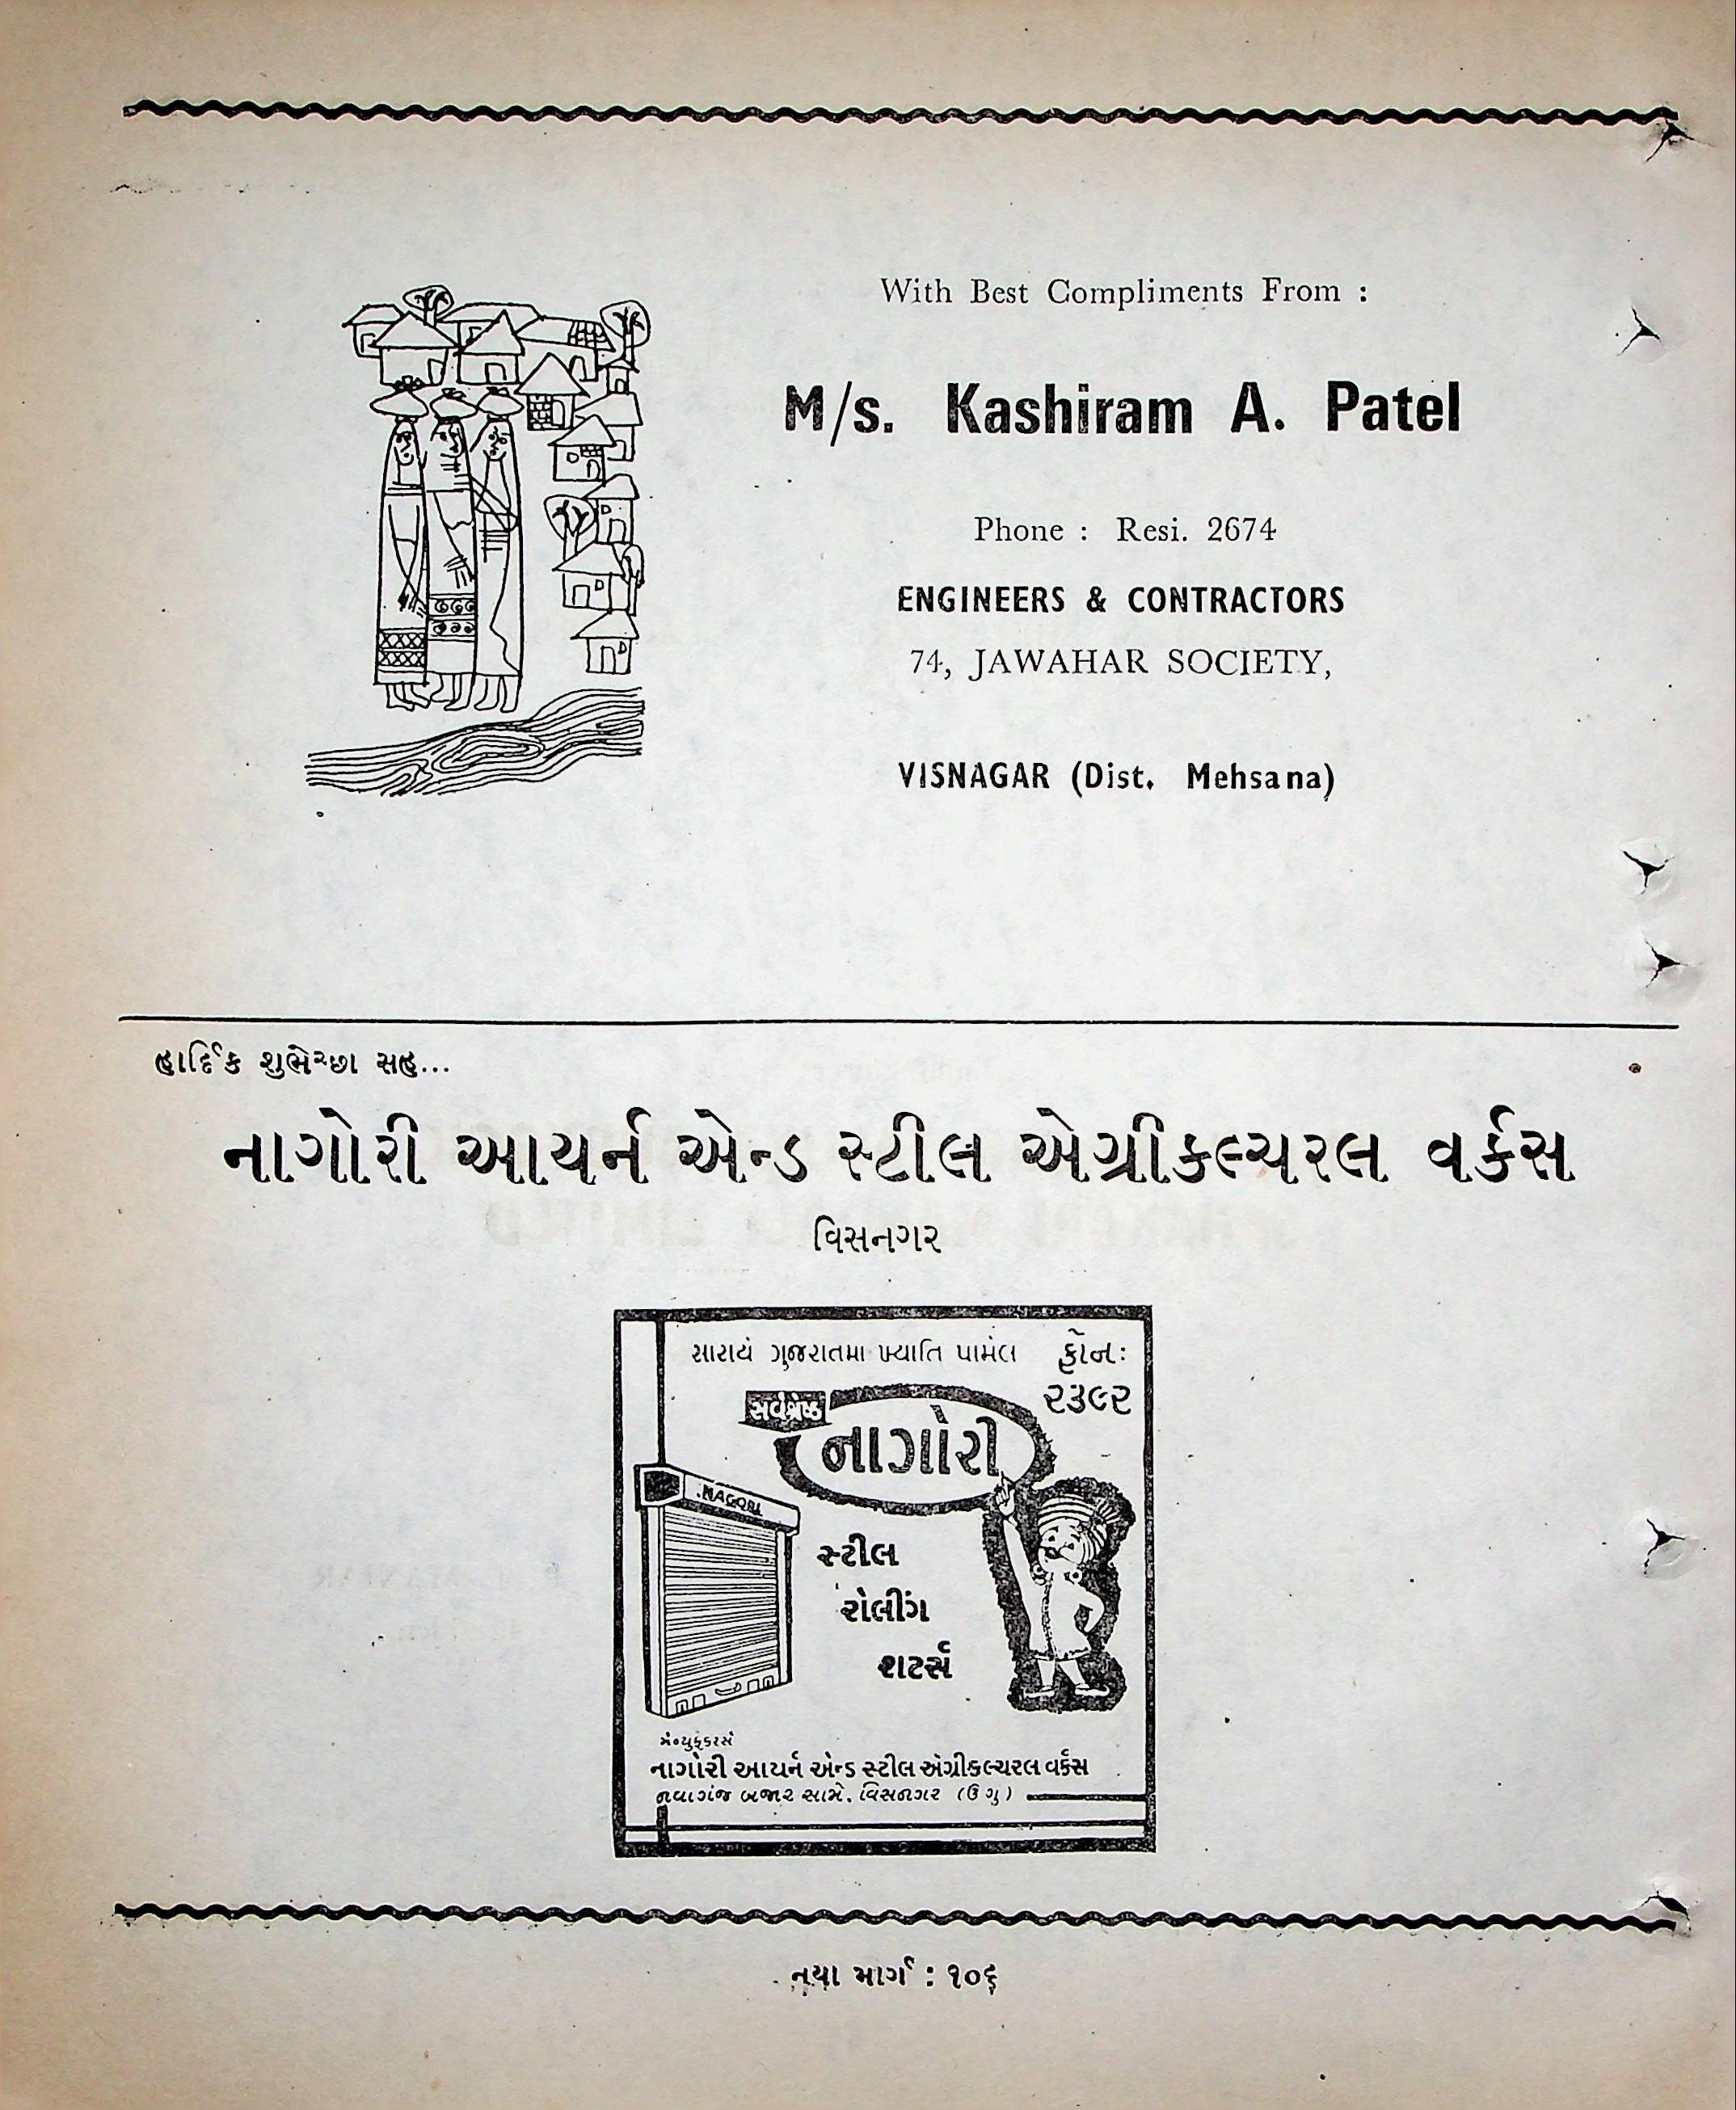 With Best Compliments From :
M/s. Kashiram A. Patel
Phone : Resi. 2674
ENGINEERS & CONTRACTORS
74, JAWAHAR SOCIETY,
VISNAGAR (Dist. Mehsana)
હાર્દિક શુભેચ્છા સહ...
નાગોરી આયર્ન એન્ડ સ્ટીલ એગ્રીકલ્ચરલ વર્કસ
વિસનગર
સારાયે ગુજરાતમા ખ્યાતિ પામેલ
ફોન:
૨૩૯૨
સર્વશ્રેષ્ઠ
નાગોરી
NAGORI
સ્ટીલ
રોલીંગ
શટર્સ
મેન્યુફ્કરર્સ
નાગોરી આયર્ન એન્ડ સ્ટીલ એગ્રીકલ્ચરલ વર્કસ
નવાગંજ બજાર સામે. વિસનગર (ઉ ગુ)
નયા માર્ગ : ૧૦૬